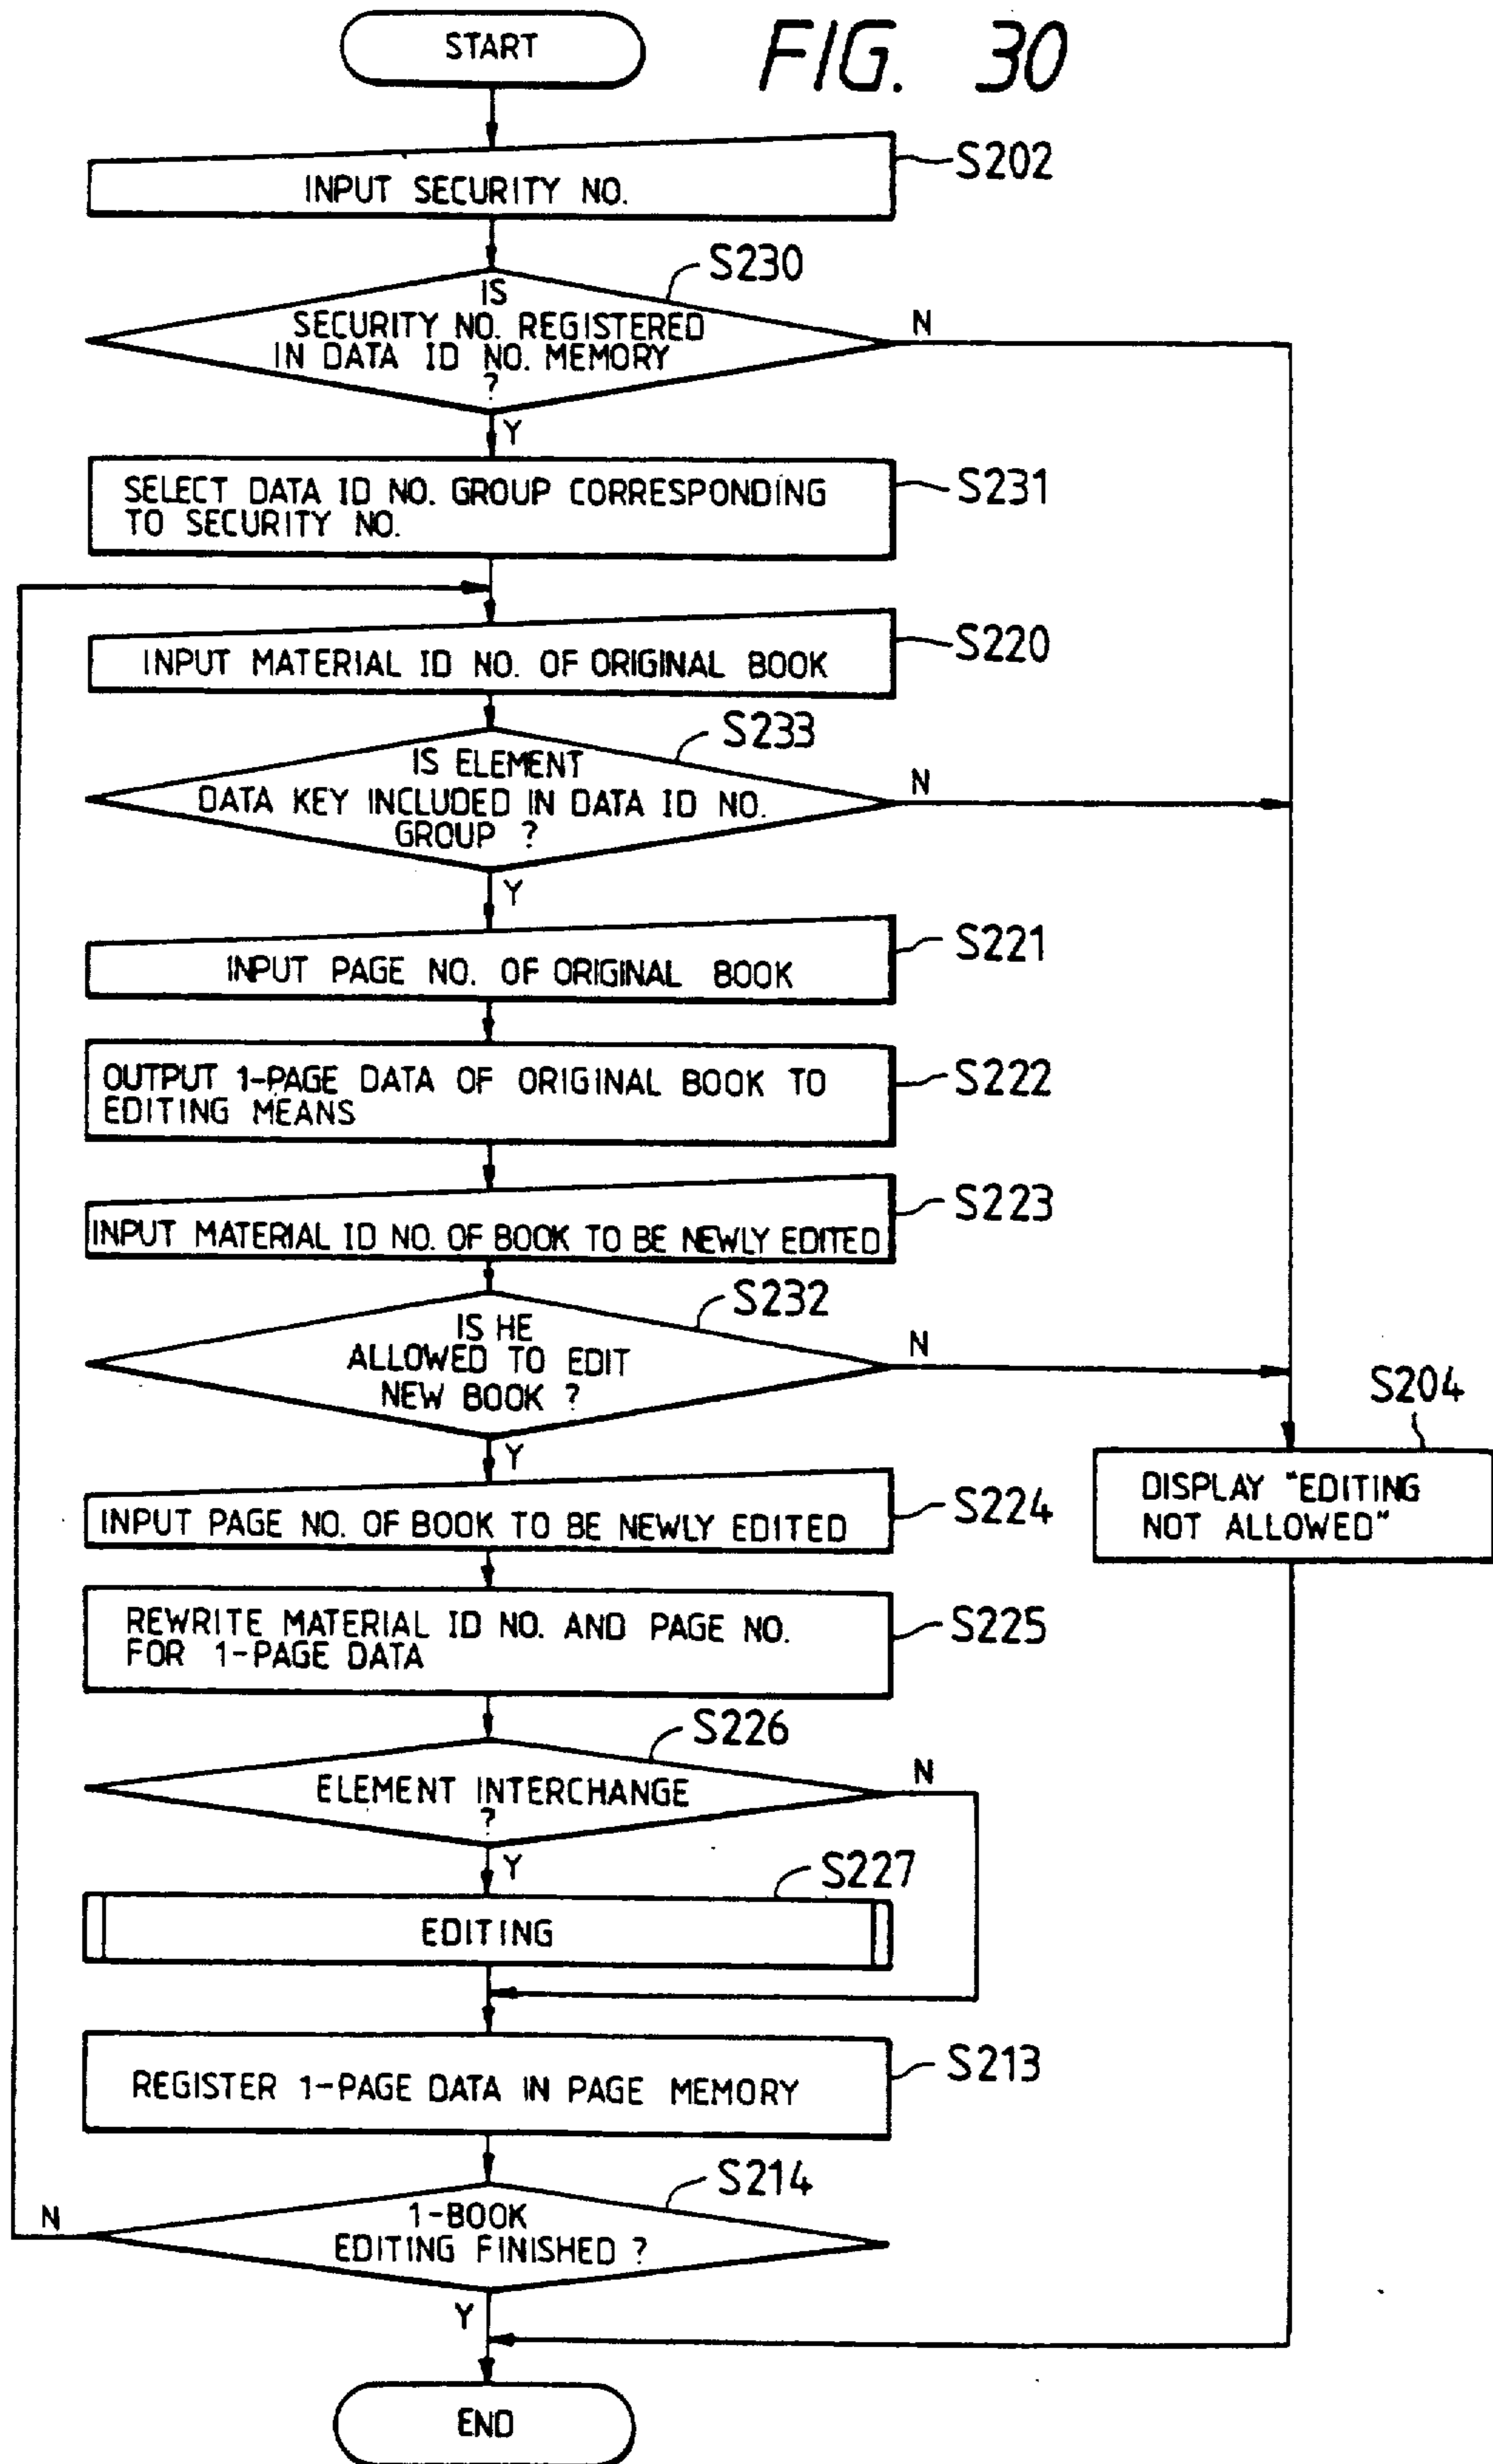 START
FIG. 30
INPUT SECURITY NO.
S202
S230
IS
SECURITY NO. REGISTERED
IN DATA ID NO. MEMORY
?
N
Y
SELECT DATA ID NO. GROUP CORRESPONDING
TO SECURITY NO.
S231
INPUT MATERIAL ID NO. OF ORIGINAL BOOK
S220
S233
IS ELEMENT
DATA KEY INCLUDED IN DATA ID NO.
GROUP ?
N
Y
INPUT PAGE NO. OF ORIGINAL BOOK
S221
OUTPUT 1-PAGE DATA OF ORIGINAL BOOK TO
EDITING MEANS
S222
INPUT MATERIAL ID NO. OF BOOK TO BE NEWLY EDITED
S223
S232
IS HE
ALLOWED TO EDIT
NEW BOOK ?
N
Y
S204
DISPLAY "EDITING
NOT ALLOWED"
INPUT PAGE NO. OF BOOK TO BE NEWLY EDITED
S224
REWRITE MATERIAL ID NO. AND PAGE NO.
FOR 1-PAGE DATA
S225
S226
ELEMENT INTERCHANGE
?
N
Y
S227
EDITING
REGISTER 1-PAGE DATA IN PAGE MEMORY
S213
S214
1-BOOK
EDITING FINISHED ?
N
Y
END